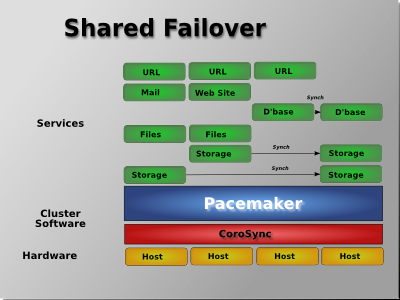 Shared Failover
URL URL URL
Mail Web Site
Synch
D'base D'base
Services
Files Files
Synch
Storage Storage
Synch
Storage Storage
Pacemaker
Cluster
Software
CoroSync
Hardware
Host Host Host Host